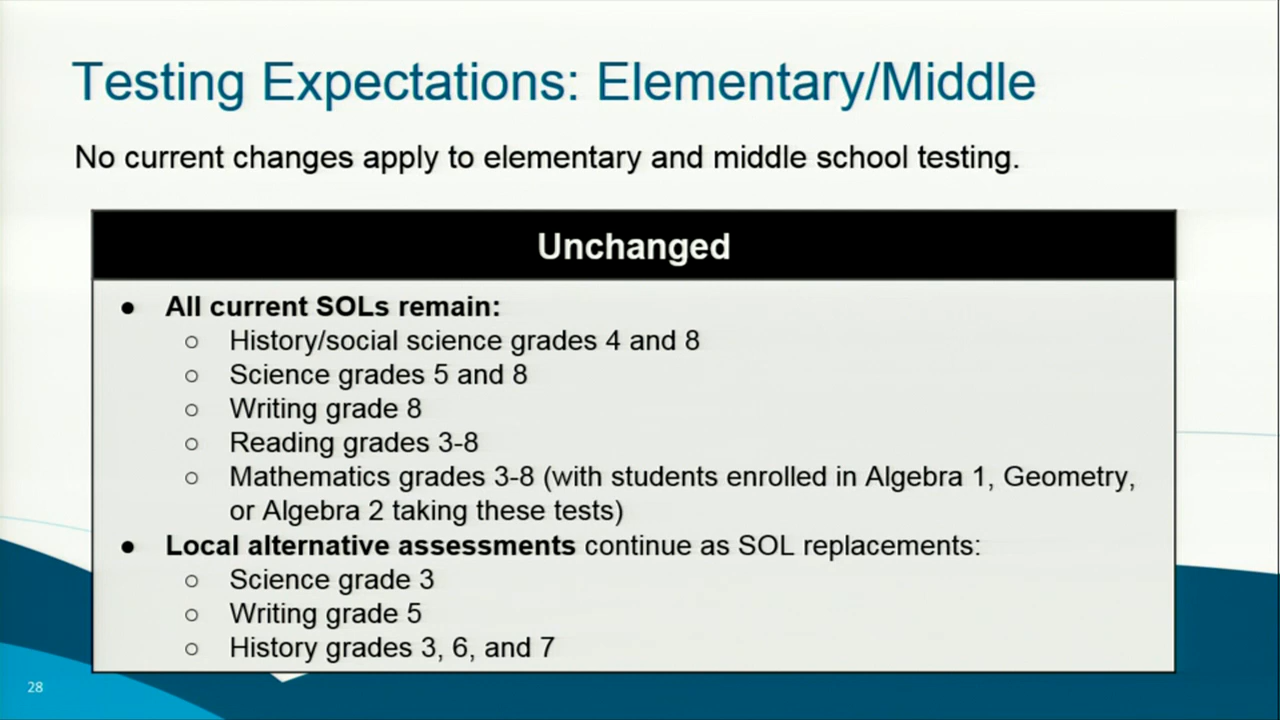 Testing Expectations: Elementary/Middle
No current changes apply to elementary and middle school testing.
Unchanged
● All current SOLs remain:
○ History/social science grades 4 and 8
○ Science grades 5 and 8
○ Writing grade 8
○ Reading grades 3-8
○ Mathematics grades 3-8 (with students enrolled in Algebra 1, Geometry,
or Algebra 2 taking these tests)
● Local alternative assessments continue as SOL replacements:
○ Science grade 3
○ Writing grade 5
○ History grades 3, 6, and 7
28